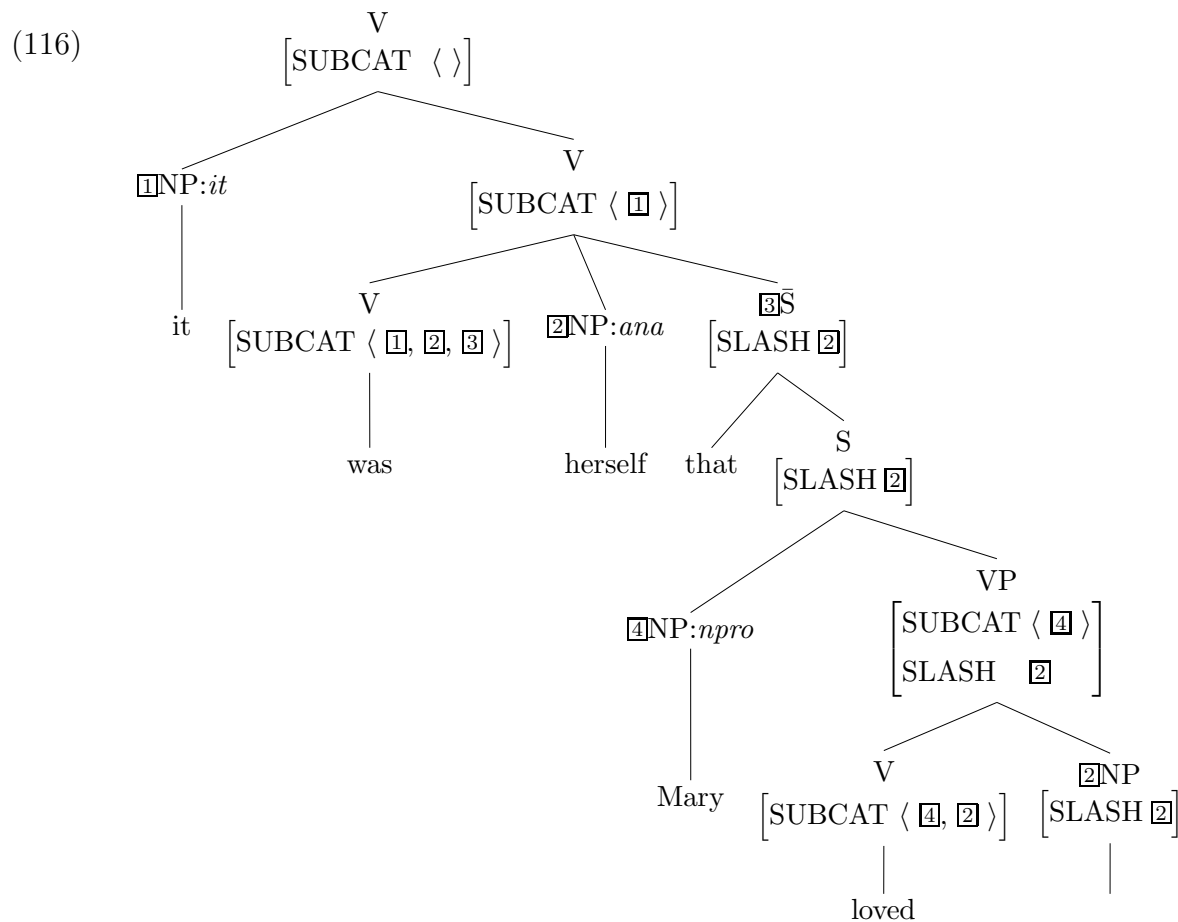 (116)
V
[SUBCAT ⟨ ⟩]
1NP:it
V
[SUBCAT ⟨ 1 ⟩]
it
V
[SUBCAT ⟨ 1, 2, 3 ⟩]
2NP:ana
3S̄
[SLASH 2]
was
herself
that
S
[SLASH 2]
4NP:npro
VP
[SUBCAT ⟨ 4 ⟩
SLASH 2]
Mary
V
[SUBCAT ⟨ 4, 2 ⟩]
2NP
[SLASH 2]
loved